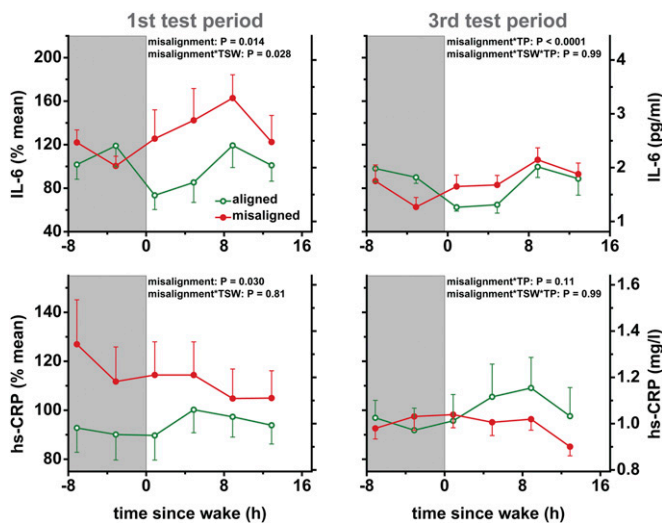 1st test period
3rd test period
misalignment: P = 0.014
misalignment*TSW: P = 0.028
misalignment*TP: P < 0.0001
misalignment*TSW*TP: P = 0.99
IL-6 (% mean)
220
200
160
120
80
40
aligned
misaligned
-8 0 8 16
-8 0 8 16
4
3
2
1
IL-6 (pg/ml)
misalignment: P = 0.030
misalignment*TSW: P = 0.81
misalignment*TP: P = 0.11
misalignment*TSW*TP: P = 0.99
hs-CRP (% mean)
140
120
100
80
1.6
1.4
1.2
1.0
0.8
hs-CRP (mg/l)
-8 0 8 16
-8 0 8 16
time since wake (h)
time since wake (h)